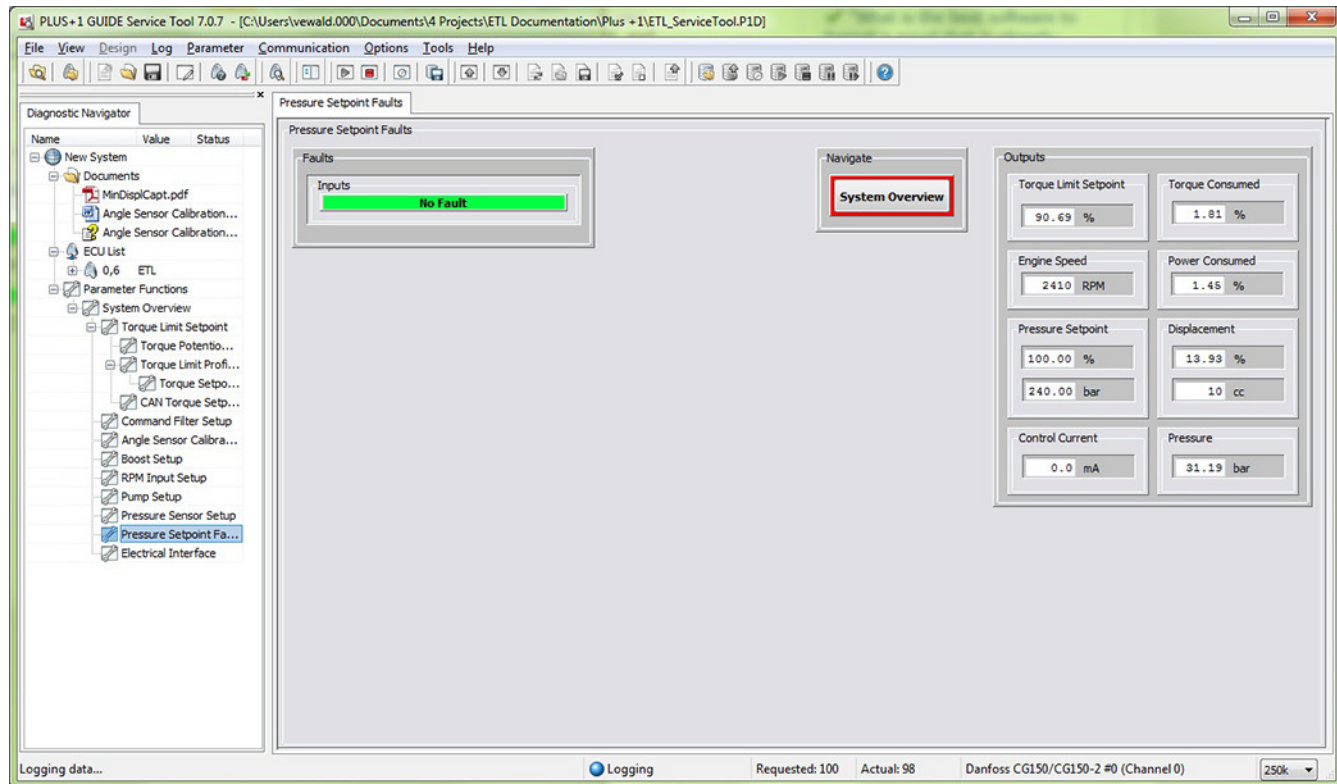 PLUS+1 GUIDE Service Tool 7.0.7 - [C:\Users\vewald.000\Documents\4 Projects\ETL Documentation\Plus +1\ETL_ServiceTool.P1D]
File View Design Log Parameter Communication Options Tools Help
Diagnostic Navigator
Name Value Status
New System
Documents
MinDisplCapt.pdf
Angle Sensor Calibration...
Angle Sensor Calibration...
ECU List
0,6 ETL
Parameter Functions
System Overview
Torque Limit Setpoint
Torque Potentio...
Torque Limit Profi...
Torque Setpo...
CAN Torque Setp...
Command Filter Setup
Angle Sensor Calibra...
Boost Setup
RPM Input Setup
Pump Setup
Pressure Sensor Setup
Pressure Setpoint Fa...
Electrical Interface
Pressure Setpoint Faults
Pressure Setpoint Faults
Faults
Inputs
No Fault
Navigate
System Overview
Outputs
Torque Limit Setpoint
90.69 %
Torque Consumed
1.81 %
Engine Speed
2410 RPM
Power Consumed
1.45 %
Pressure Setpoint
100.00 %
240.00 bar
Displacement
13.93 %
10 cc
Control Current
0.0 mA
Pressure
31.19 bar
Logging data...
Logging
Requested: 100
Actual: 98
Danfoss CG150/CG150-2 #0 (Channel 0)
250k